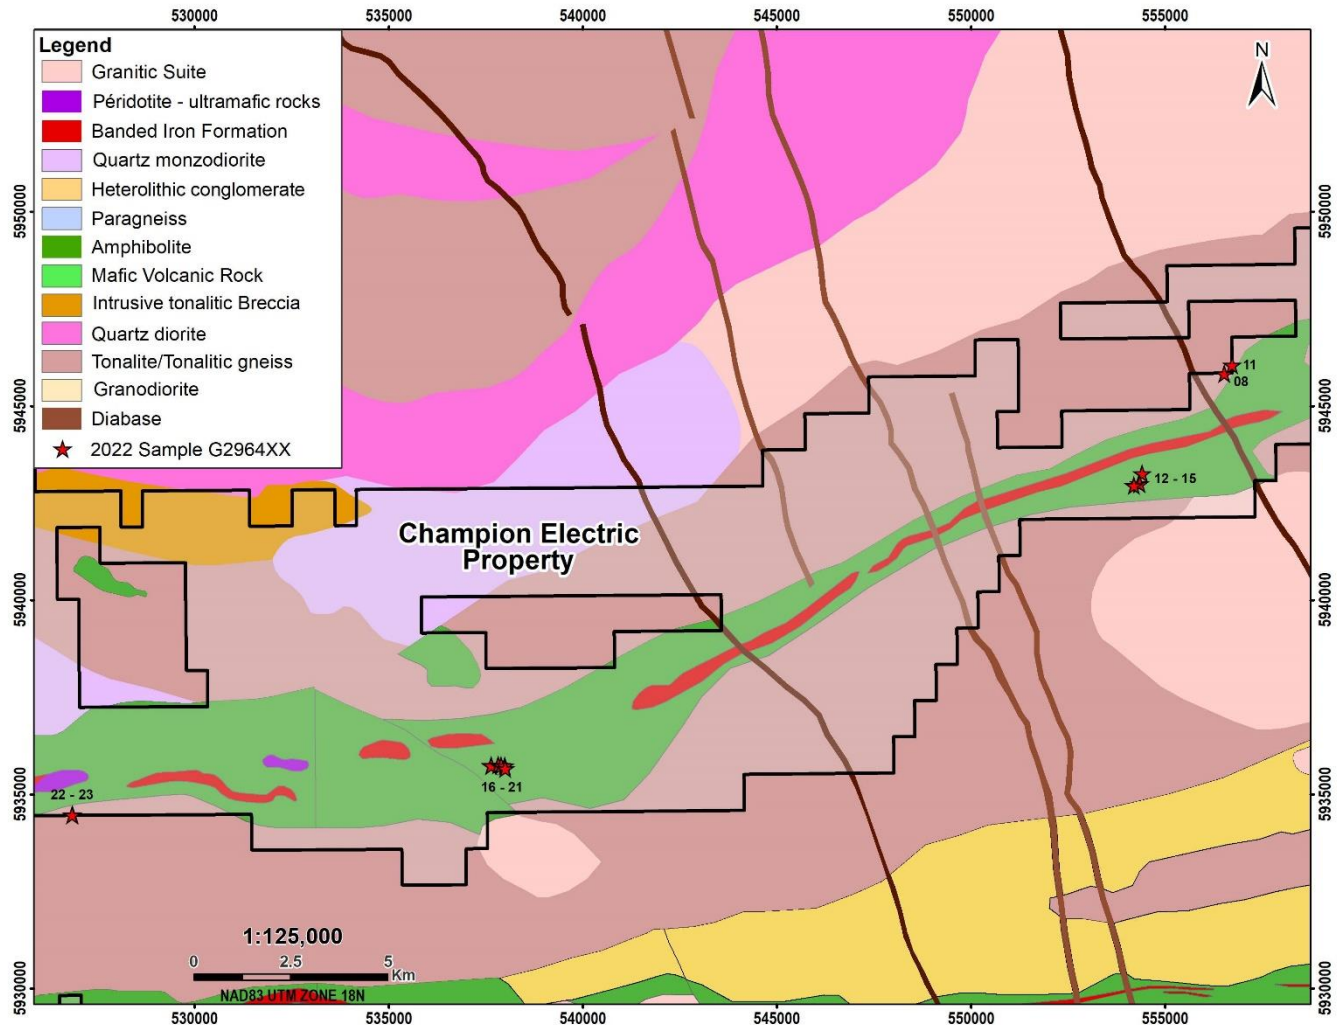 530000 535000 540000 545000 550000 555000
Legend
Granitic Suite
Péridotite - ultramafic rocks
Banded Iron Formation
Quartz monzodiorite
Heterolithic conglomerate
Paragneiss
Amphibolite
Mafic Volcanic Rock
Intrusive tonalitic Breccia
Quartz diorite
Tonalite/Tonalitic gneiss
Granodiorite
Diabase
2022 Sample G2964XX
N
5950000 5950000
11
08
5945000 5945000
12 - 15
Champion Electric
Property
5940000 5940000
16 - 21
22 - 23
5935000 5935000
1:125,000
0 2.5 5
Km
NAD83 UTM ZONE 18N
5930000 5930000
530000 535000 540000 545000 550000 555000